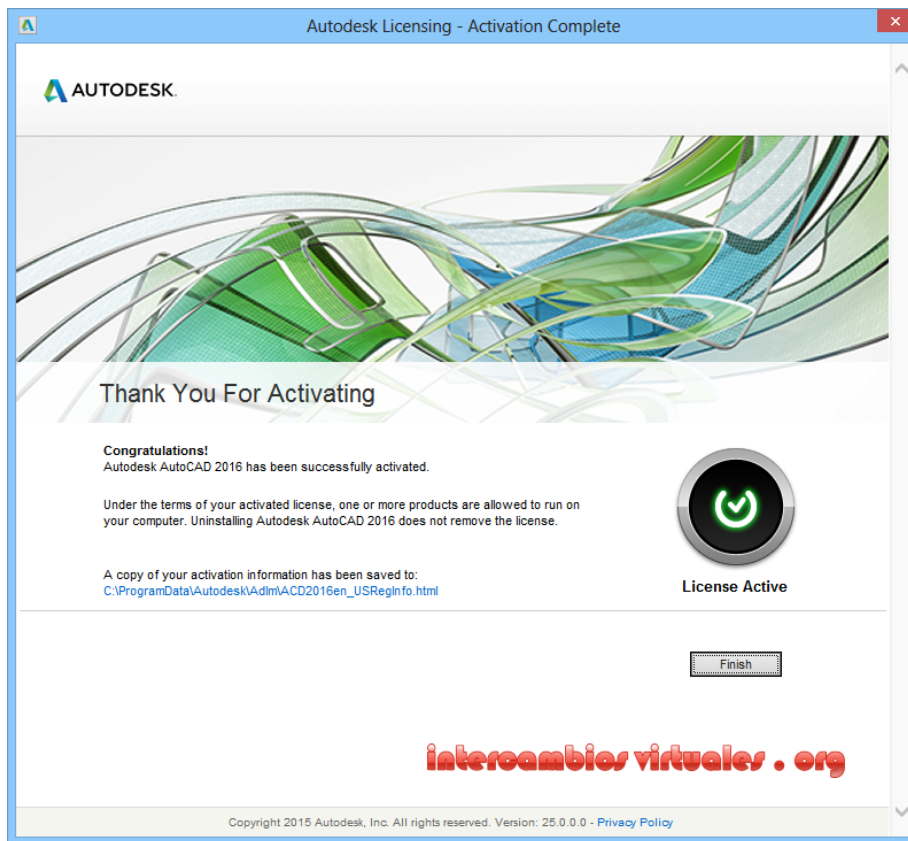 Autodesk Licensing - Activation Complete
AUTODESK.
Thank You For Activating
Congratulations!
Autodesk AutoCAD 2016 has been successfully activated.
Under the terms of your activated license, one or more products are allowed to run on
your computer. Uninstalling Autodesk AutoCAD 2016 does not remove the license.
A copy of your activation information has been saved to:
C:\ProgramData\Autodesk\Adlm\ACD2016en_USRegInfo.html
License Active
Finish
intercambios virtuales . org
Copyright 2015 Autodesk, Inc. All rights reserved. Version: 25.0.0.0 - Privacy Policy